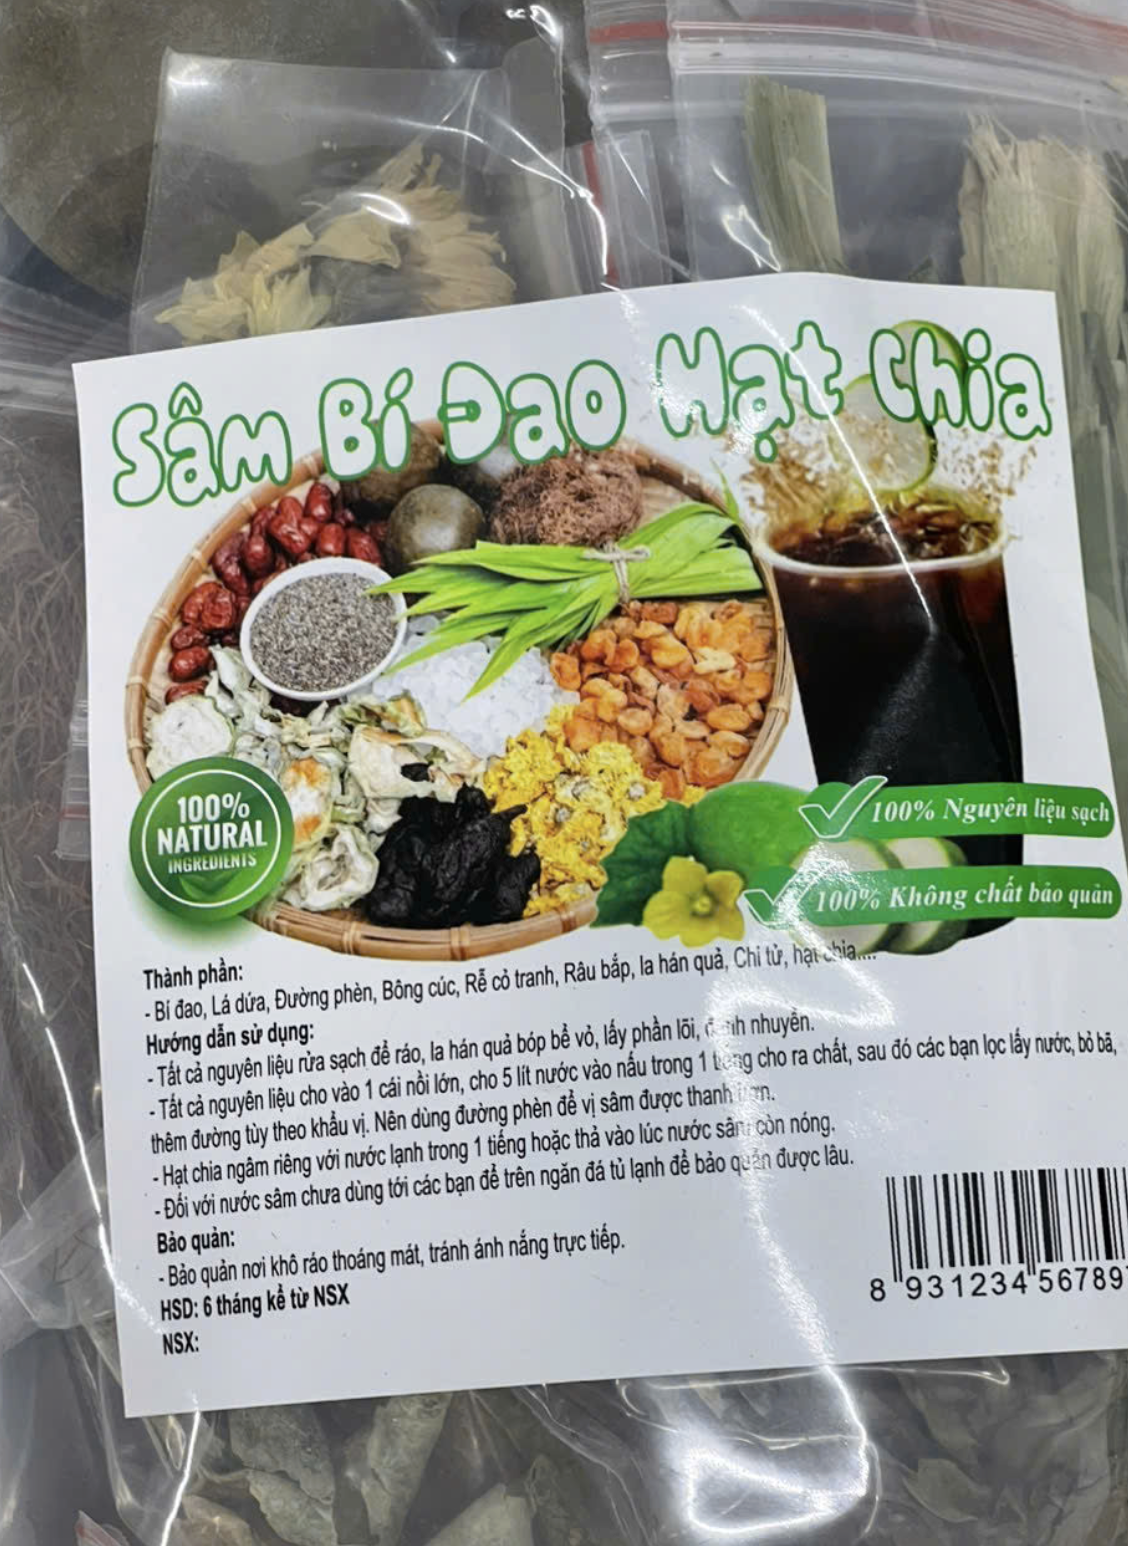 Sâm Bí Đao Hạt Chia
100%
NATURAL
INGREDIENTS
100% Nguyên liệu sạch
100% Không chất bảo quản
Thành phần:
- Bí đao, Lá dứa, Đường phèn, Bông cúc, Rễ cỏ tranh, Râu bắp, la hán quả, Chi tử, hạt chia....
Hướng dẫn sử dụng:
- Tất cả nguyên liệu rửa sạch để ráo, la hán quả bóp bể vỏ, lấy phần lõi, nhuyễn.
- Tất cả nguyên liệu cho vào 1 cái nồi lớn, cho 5 lít nước vào nấu trong 1 cho ra chất, sau đó các bạn lọc lấy nước, bỏ bã,
thêm đường tùy theo khẩu vị. Nên dùng đường phèn để vị sâm được thanh
- Hạt chia ngâm riêng với nước lạnh trong 1 tiếng hoặc thả vào lúc nước sâm còn nóng.
- Đối với nước sâm chưa dùng tới các bạn để trên ngăn đá tủ lạnh để bảo quản được lâu.
Bảo quản:
- Bảo quản nơi khô ráo thoáng mát, tránh ánh nắng trực tiếp.
HSD: 6 tháng kể từ NSX
NSX:
8 931234 56789